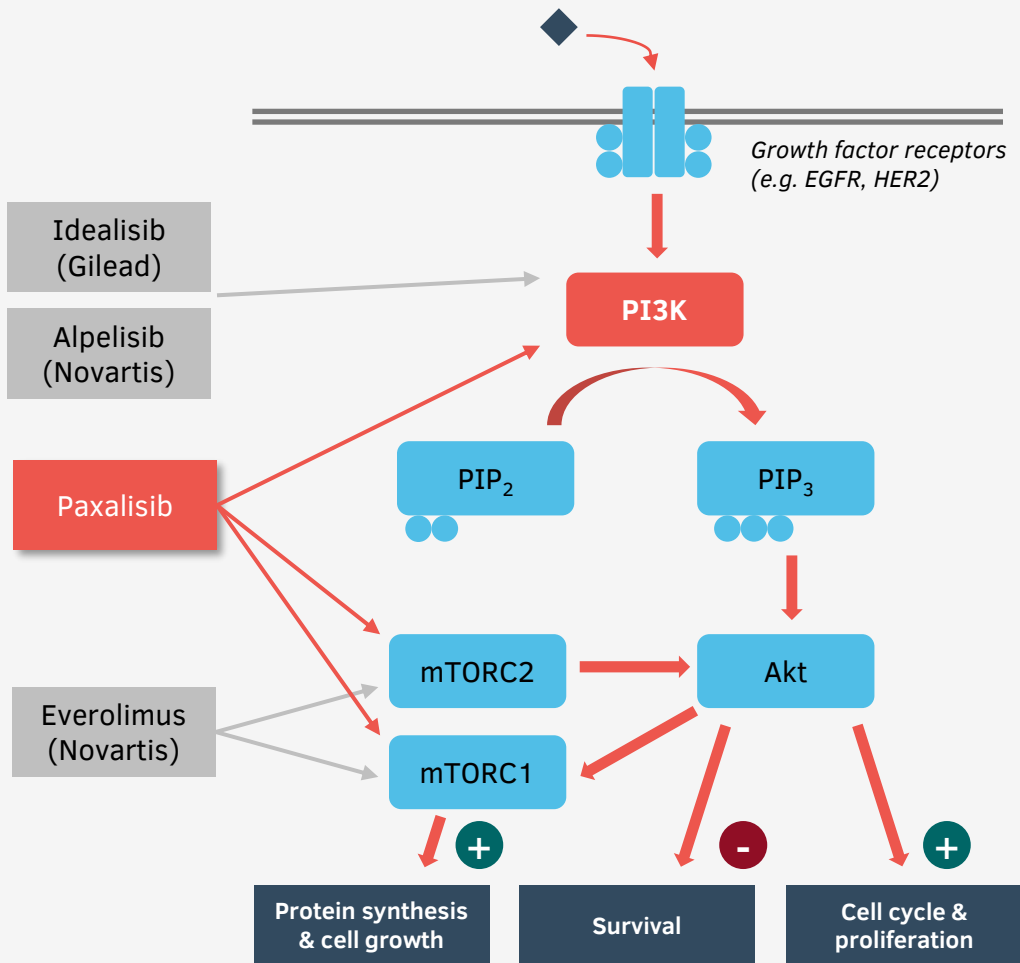 Growth factor receptors
(e.g. EGFR, HER2)
Idealisib
(Gilead)
Alpelisib
(Novartis)
PI3K
Paxalisib
PIP₂
PIP₃
mTORC2
Akt
Everolimus
(Novartis)
mTORC1
+
-
+
Protein synthesis
& cell growth
Survival
Cell cycle &
proliferation